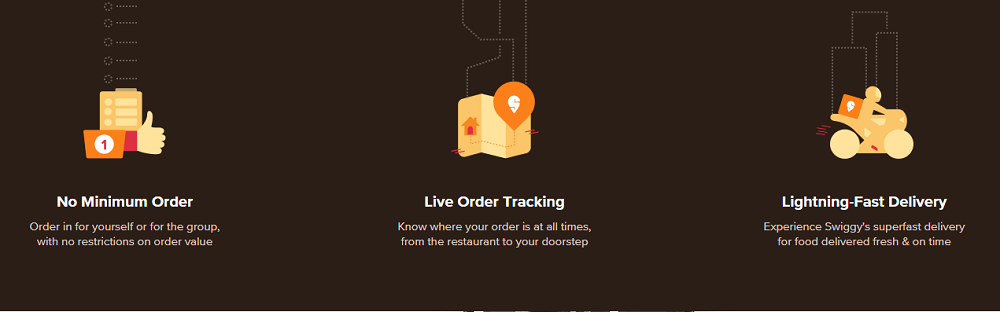 1
No Minimum Order
Order in for yourself or for the group,
with no restrictions on order value
Live Order Tracking
Know where your order is at all times,
from the restaurant to your doorstep
Lightning-Fast Delivery
Experience Swiggy's superfast delivery
for food delivered fresh & on time